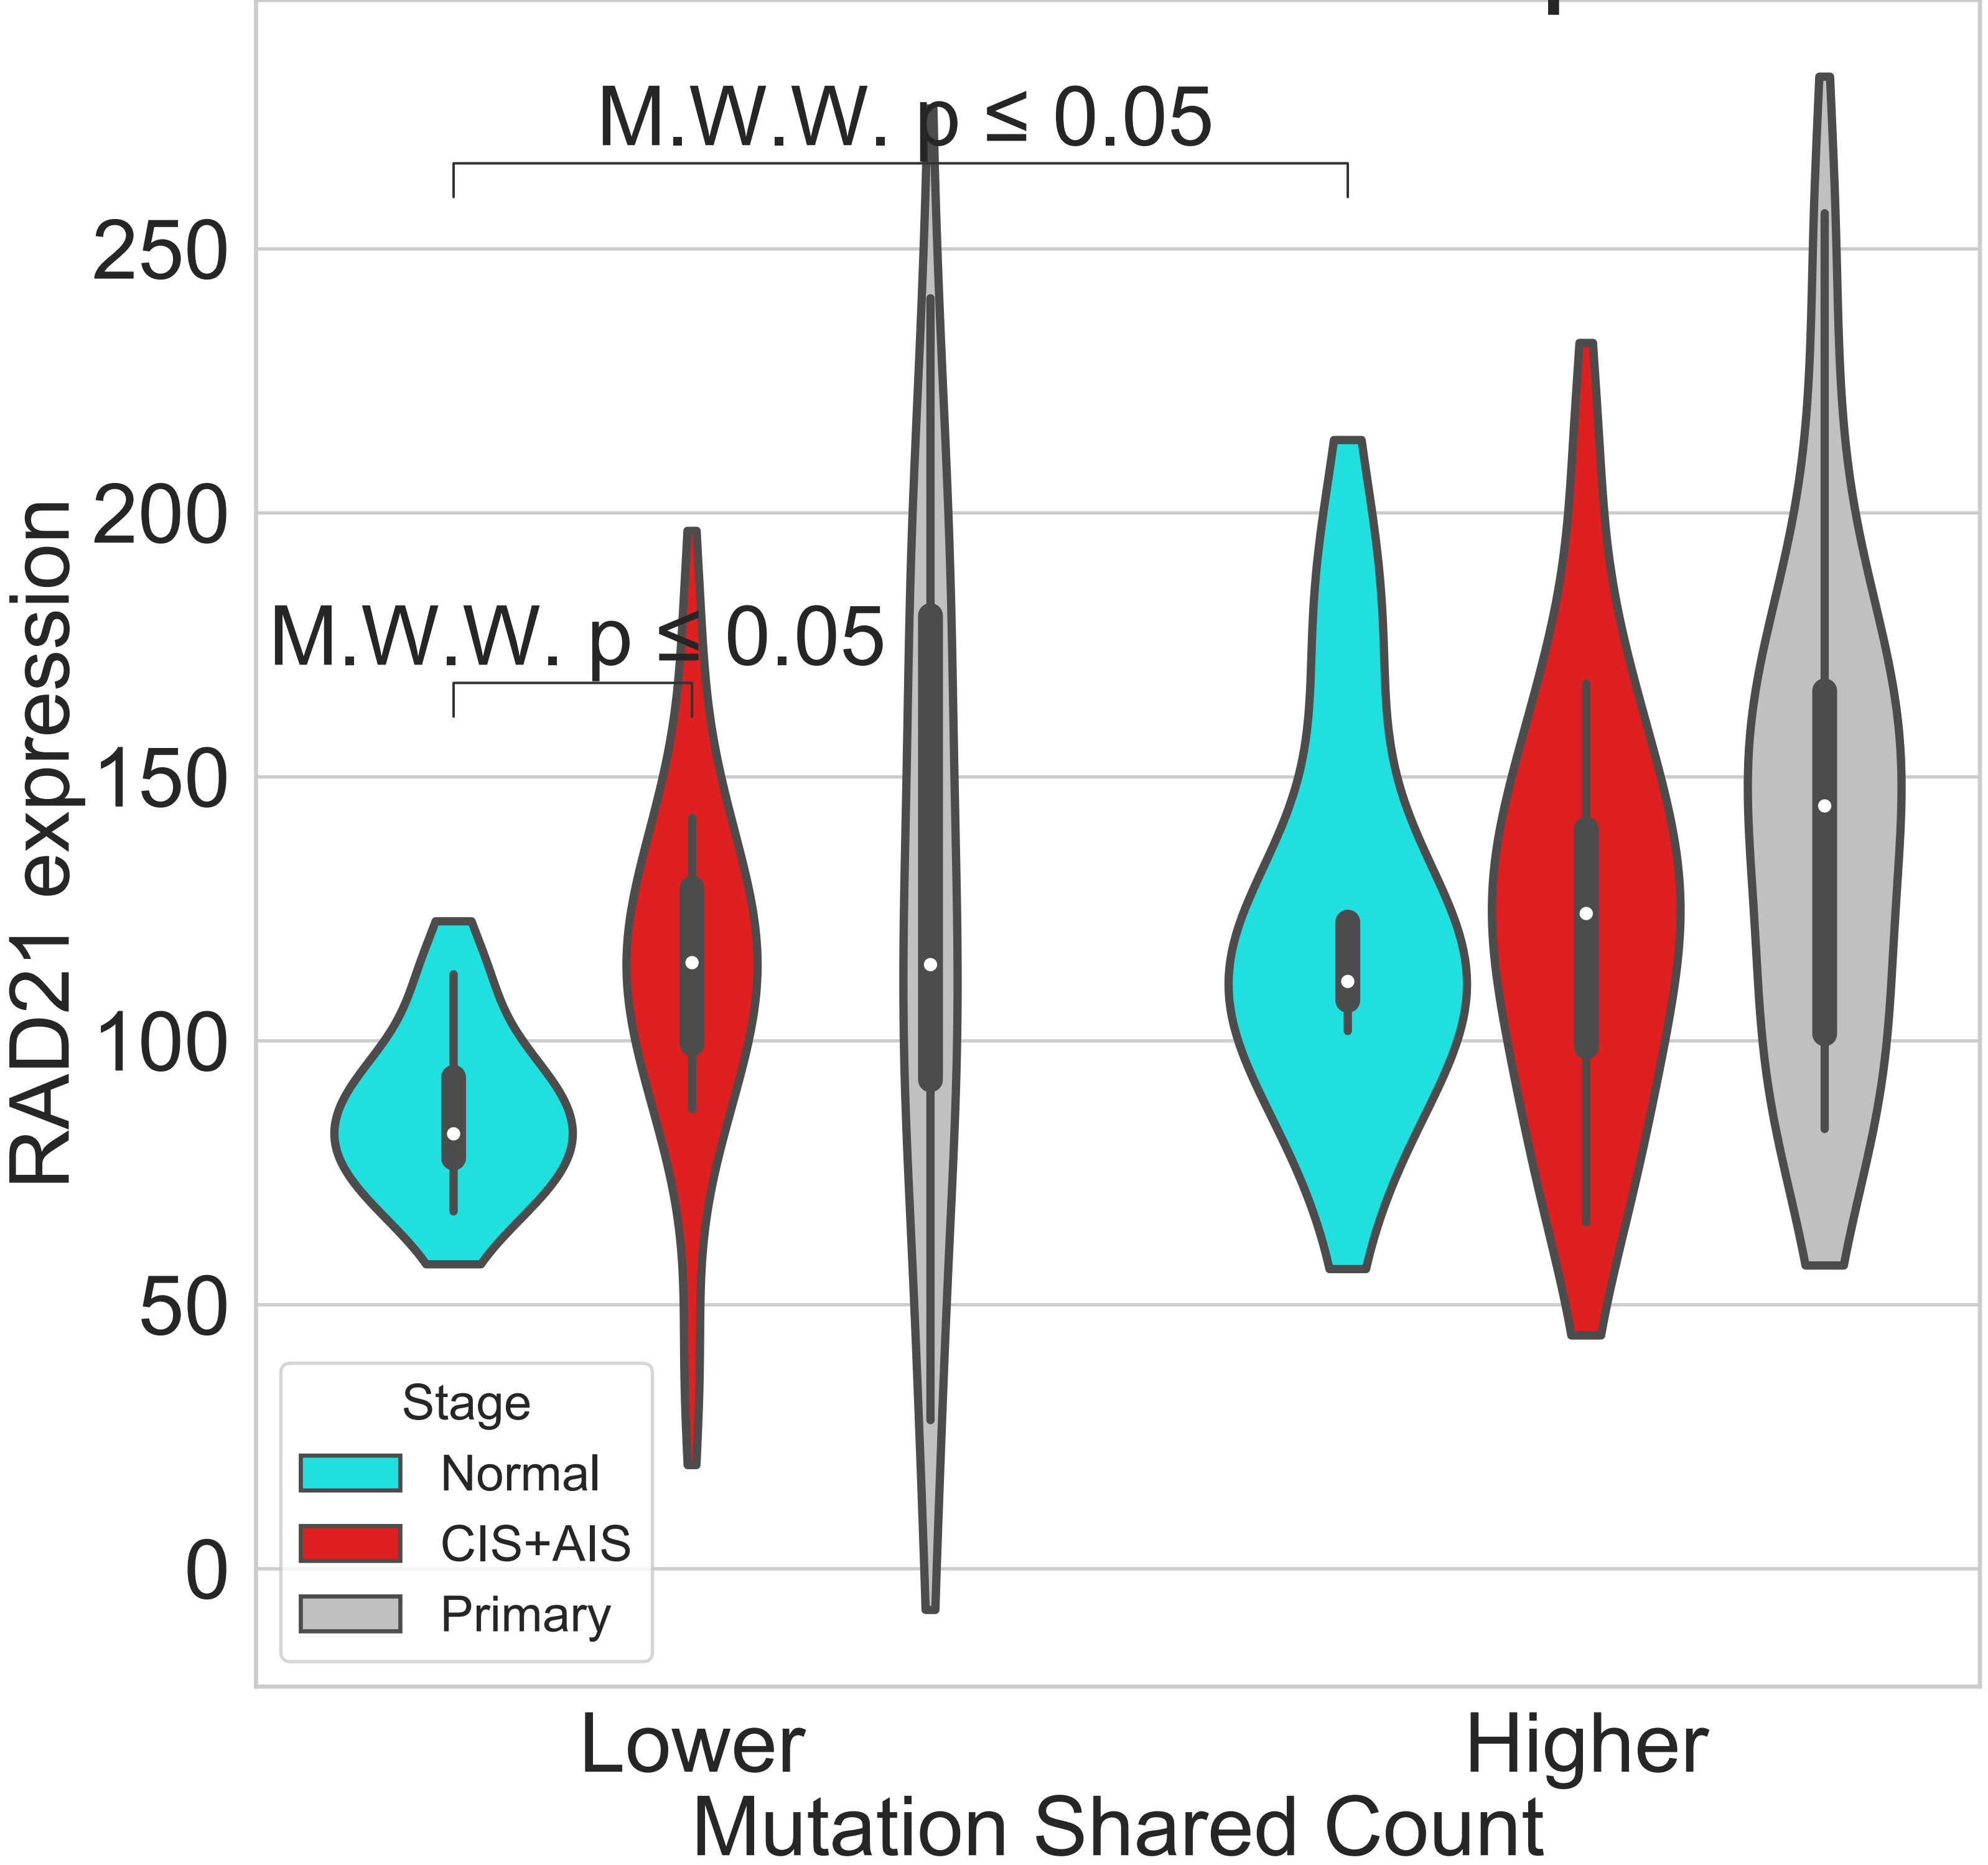 M.W.W. p ≤ 0.05
250
200
M.W.W. p ≤ 0.05
150
100
50
0
RAD21 expression
Stage
Normal
CIS+AIS
Primary
Lower
Higher
Mutation Shared Count